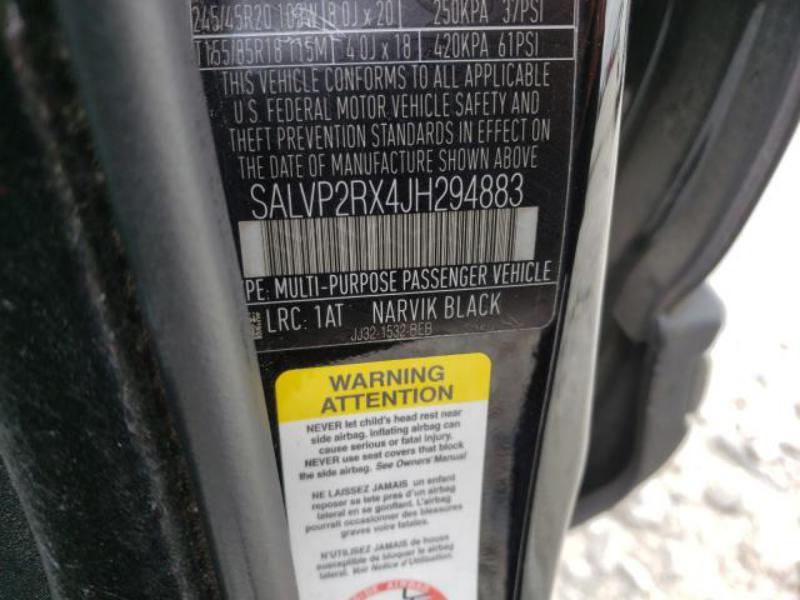 245/45R20 103W 8.0J x 20 250KPA 37PSI
T155/85R18 115M 4.0J x 18 420KPA 61PSI
THIS VEHICLE CONFORMS TO ALL APPLICABLE
U.S. FEDERAL MOTOR VEHICLE SAFETY AND
THEFT PREVENTION STANDARDS IN EFFECT ON
THE DATE OF MANUFACTURE SHOWN ABOVE
SALVP2RX4JH294883
PE: MULTI-PURPOSE PASSENGER VEHICLE
LRC: 1AT NARVIK BLACK
JJ32-1532-BEB
WARNING
ATTENTION
NEVER let child's head rest near
side airbag, inflating airbag can
cause serious or fatal injury.
NEVER use seat covers that block
the side airbag. See Owners' Manual
NE LAISSEZ JAMAIS un enfant
reposer sa tete pres d'un airbag
lateral en se gonflant. L'airbag
pourrait occasionner des blessures
graves voire fatales.
N'UTILISEZ JAMAIS de housse
susceptible de bloquer le airbag
lateral. Voir Notice d'Utilisation
SIDE AIRBAG